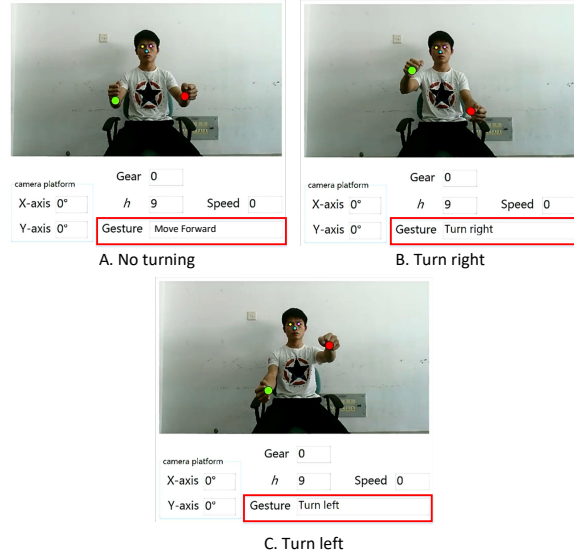 Gear 0
camera platform
X-axis 0° h 9 Speed 0
Y-axis 0° Gesture Move Forward
A. No turning
Gear 0
camera platform
X-axis 0° h 9 Speed 0
Y-axis 0° Gesture Turn right
B. Turn right
Gear 0
camera platform
X-axis 0° h 9 Speed 0
Y-axis 0° Gesture Turn left
C. Turn left